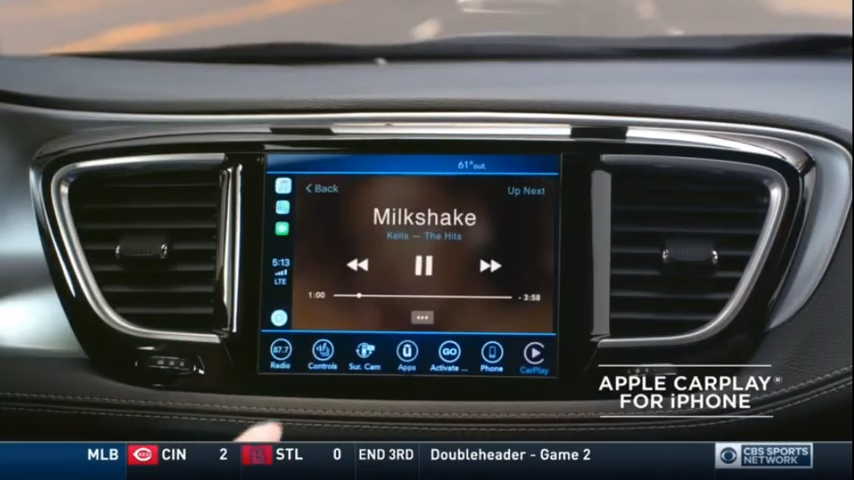 61° out.
Back
Up Next
Milkshake
Kelis — The Hits
5:13
LTE
1:00
- 3:58
87.7
GO
Radio
Controls
Sur. Cam
Apps
Activate ...
Phone
CarPlay
APPLE CARPLAY®
FOR iPHONE
MLB CIN 2 STL 0 END 3RD Doubleheader - Game 2
CBS SPORTS
NETWORK